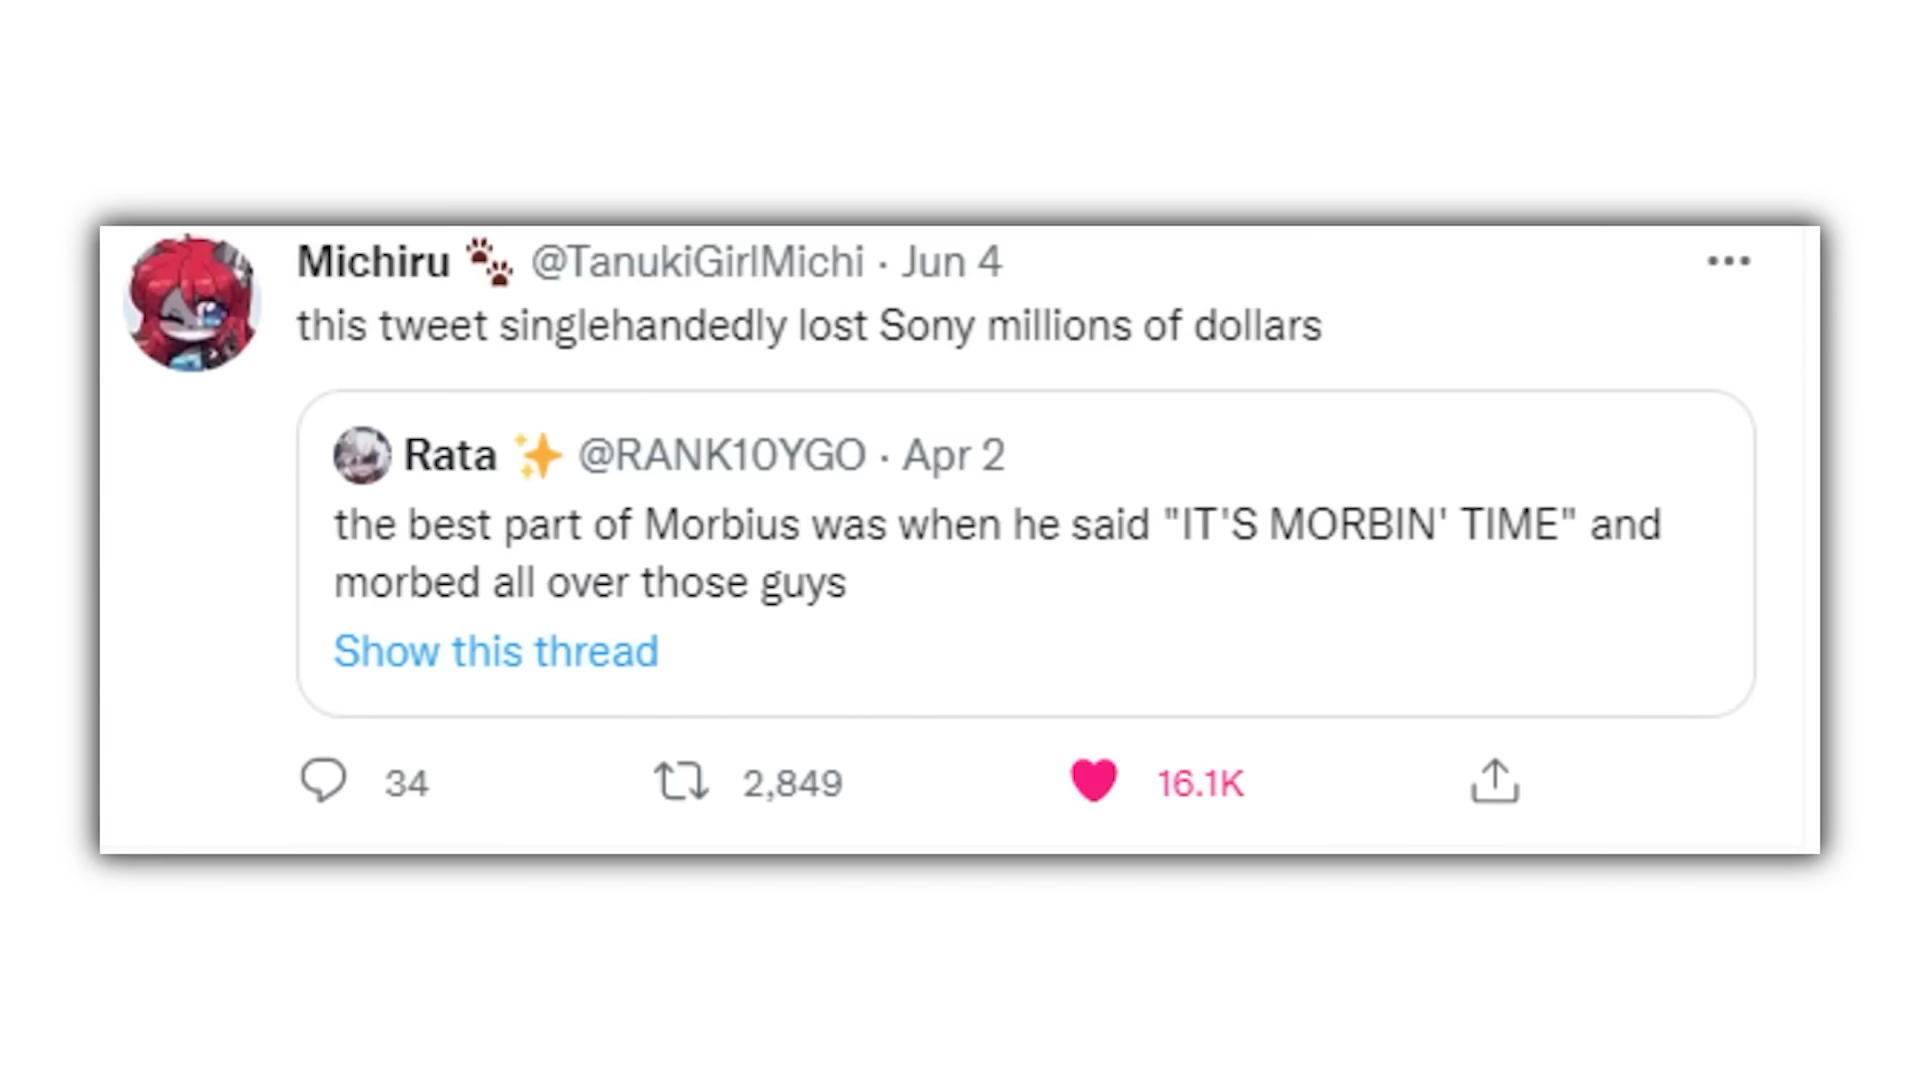 Michiru 🐾 @TanukiGirlMichi · Jun 4
this tweet singlehandedly lost Sony millions of dollars
Rata ✨ @RANK10YGO · Apr 2
the best part of Morbius was when he said "IT'S MORBIN' TIME" and
morbed all over those guys
Show this thread
34 2,849 16.1K